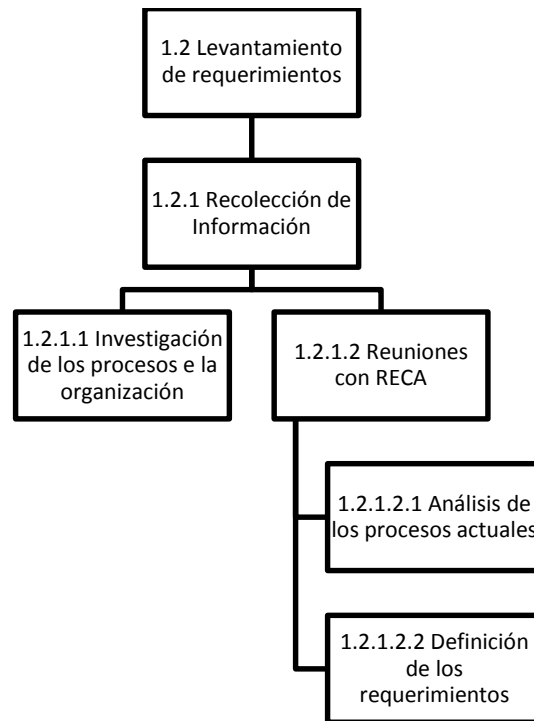 1.2 Levantamiento
de requerimientos
1.2.1 Recolección de
Información
1.2.1.1 Investigación
de los procesos e la
organización
1.2.1.2 Reuniones
con RECA
1.2.1.2.1 Análisis de
los procesos actuales
1.2.1.2.2 Definición
de los
requerimientos